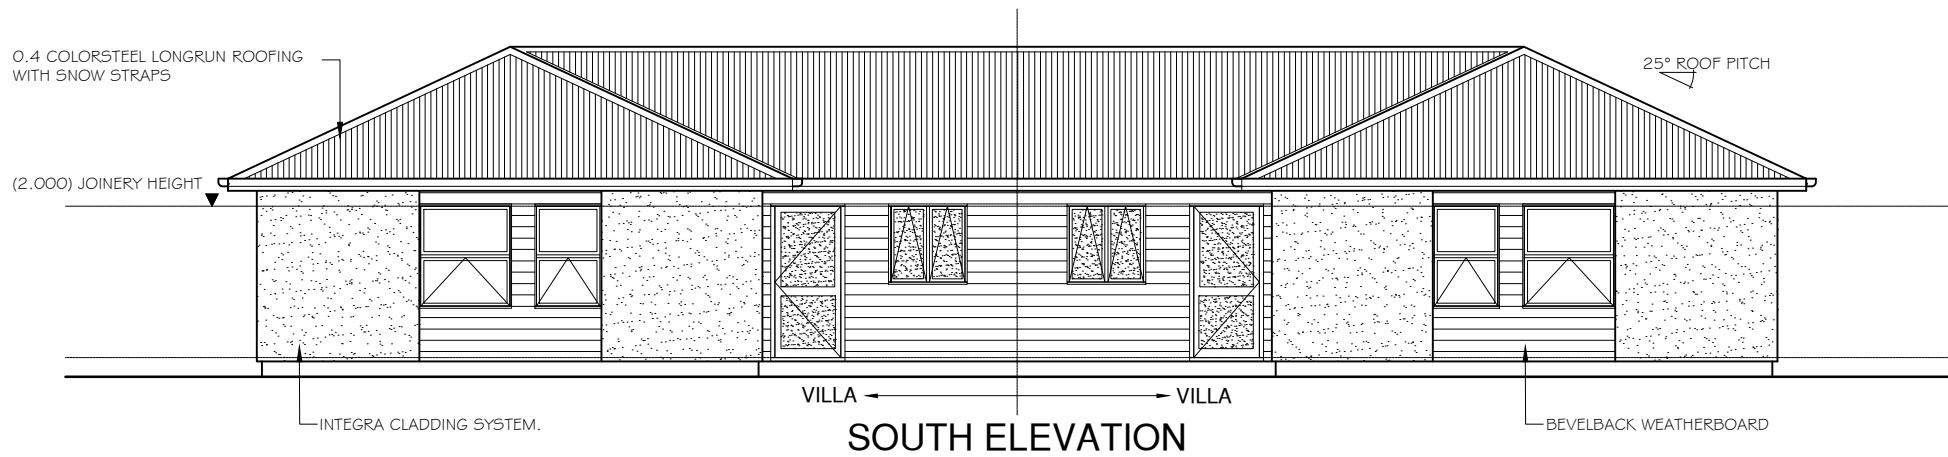 0.4 COLORSTEEL LONGRUN ROOFING
WITH SNOW STRAPS
25° ROOF PITCH
(2.000) JOINERY HEIGHT
VILLA
VILLA
INTEGRA CLADDING SYSTEM.
BEVELBACK WEATHERBOARD
SOUTH ELEVATION